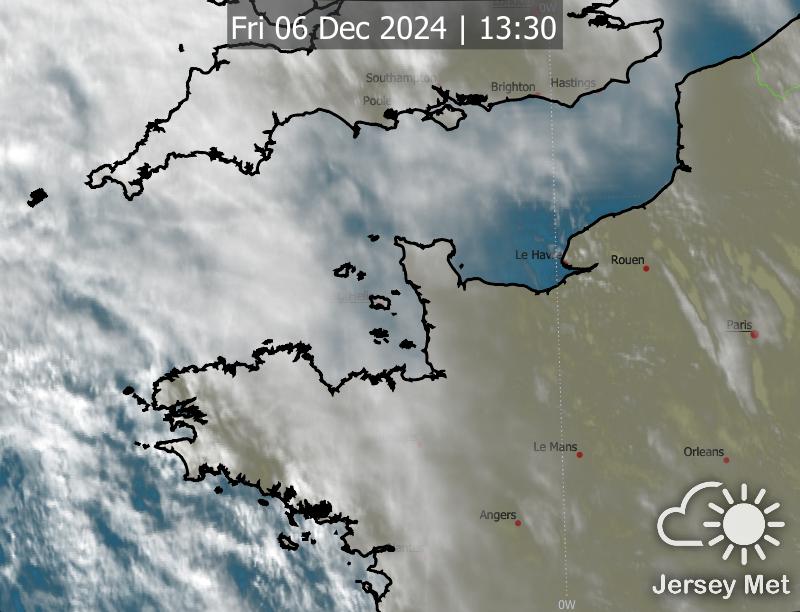 Fri 06 Dec 2024 | 13:30
0W
Southampton
Brighton
Hastings
Poole
Le Hav
Rouen
Paris
Le Mans
Orleans
Angers
Jersey Met
0W